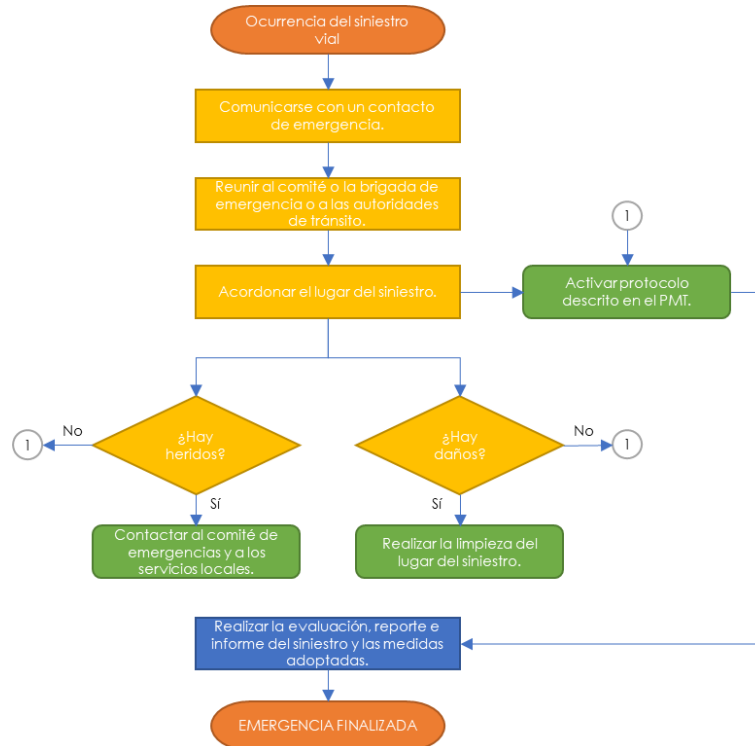 Ocurrencia del siniestro
vial
Comunicarse con un contacto
de emergencia.
Reunir al comité o la brigada de
emergencia o a las autoridades
de tránsito.
1
Acordonar el lugar del siniestro.
Activar protocolo
descrito en el PMT.
1
No
¿Hay
heridos?
¿Hay
daños?
No
1
Sí
Sí
Contactar al comité de
emergencias y a los
servicios locales.
Realizar la limpieza del
lugar del siniestro.
Realizar la evaluación, reporte e
informe del siniestro y las medidas
adoptadas.
EMERGENCIA FINALIZADA